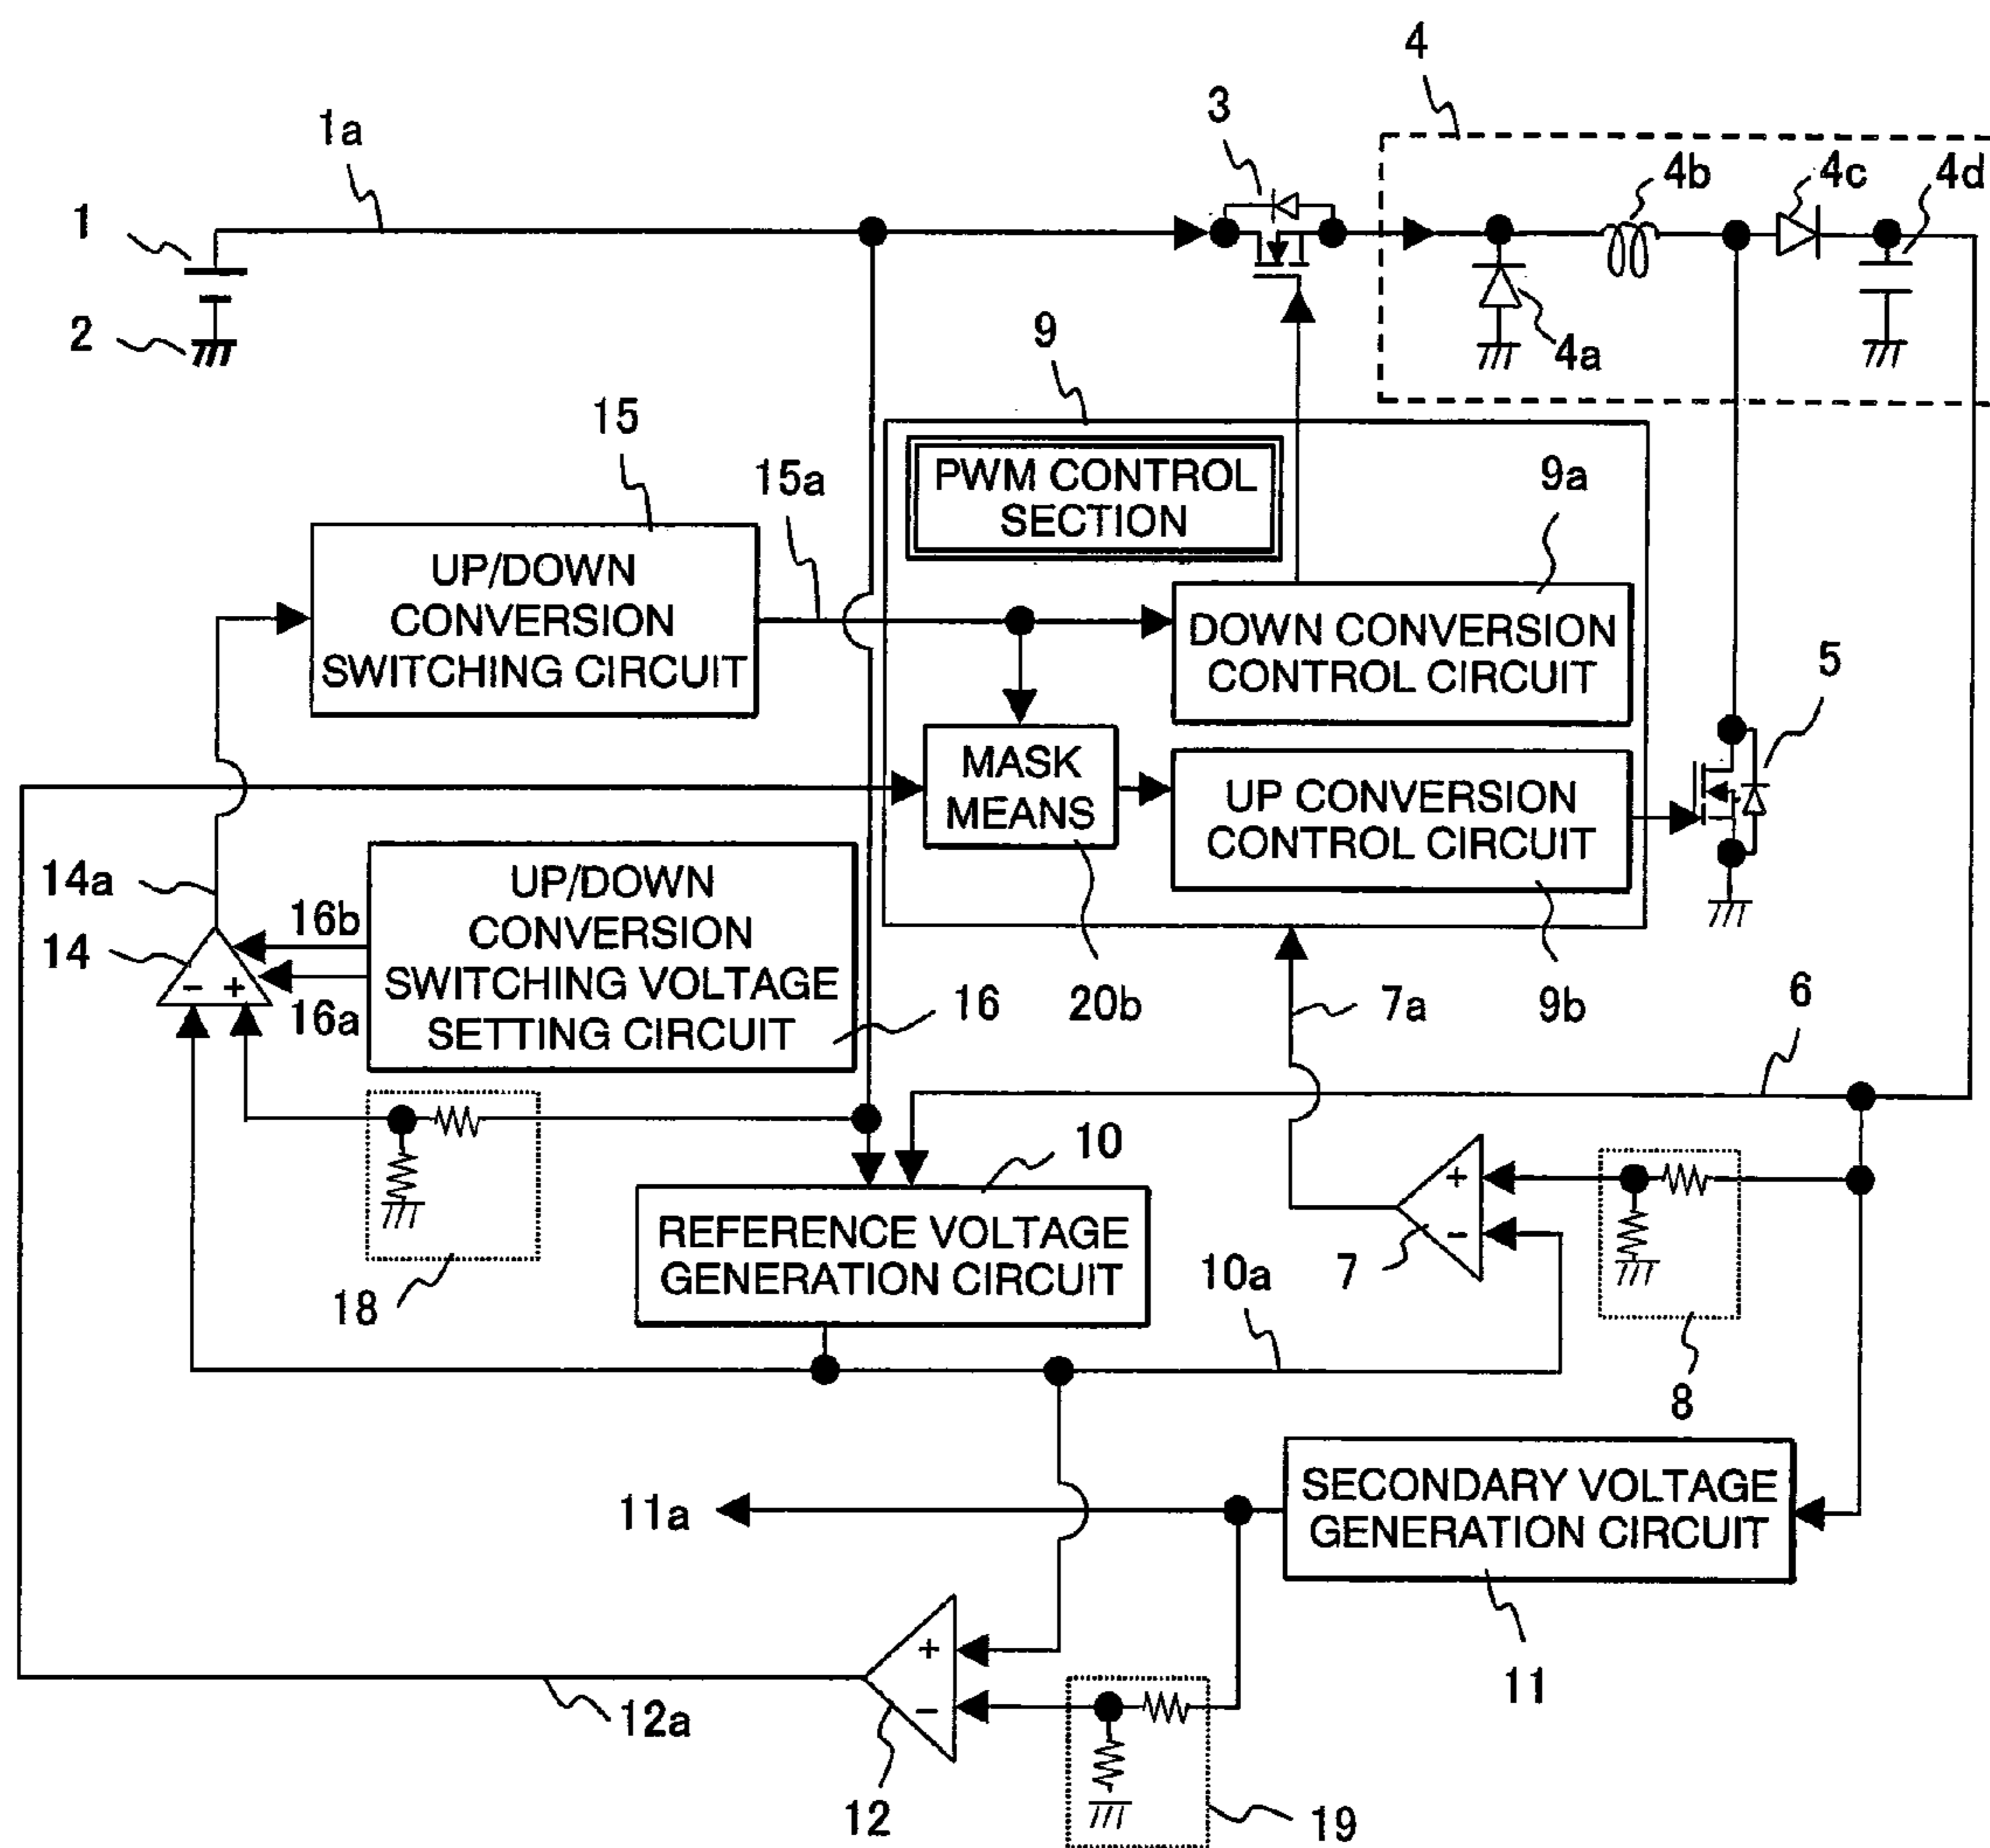 4
3
1a
4b
4c
4d
1
2
4a
9
15
15a
PWM CONTROL
SECTION
9a
UP/DOWN
CONVERSION
SWITCHING CIRCUIT
DOWN CONVERSION
CONTROL CIRCUIT
5
MASK
MEANS
UP CONVERSION
CONTROL CIRCUIT
14a
16b
14
- +
16a
UP/DOWN
CONVERSION
SWITCHING VOLTAGE
SETTING CIRCUIT
16
20b
7a
9b
6
10
REFERENCE VOLTAGE
GENERATION CIRCUIT
+
-
7
18
10a
8
11a
SECONDARY VOLTAGE
GENERATION CIRCUIT
+
-
11
12a
12
19